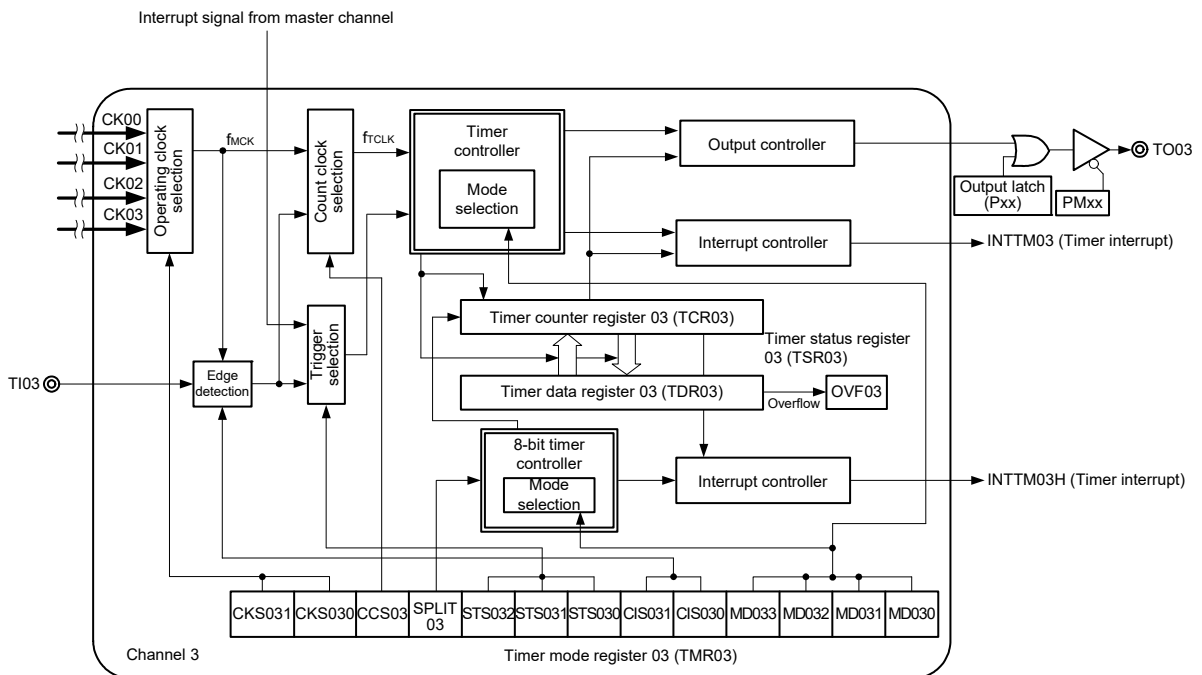 Interrupt signal from master channel
CK00
CK01
CK02
CK03
Operating clock
selection
fMCK
Count clock
selection
fTCLK
Timer
controller
Mode
selection
Output controller
Output latch
(Pxx)
PMxx
TO03
Interrupt controller
INTTM03 (Timer interrupt)
Trigger
selection
TI03
Edge
detection
Timer counter register 03 (TCR03)
Timer status register
03 (TSR03)
Timer data register 03 (TDR03)
Overflow
OVF03
8-bit timer
controller
Mode
selection
Interrupt controller
INTTM03H (Timer interrupt)
CKS031
CKS030
CCS03
SPLIT
03
STS032
STS031
STS030
CIS031
CIS030
MD033
MD032
MD031
MD030
Channel 3
Timer mode register 03 (TMR03)